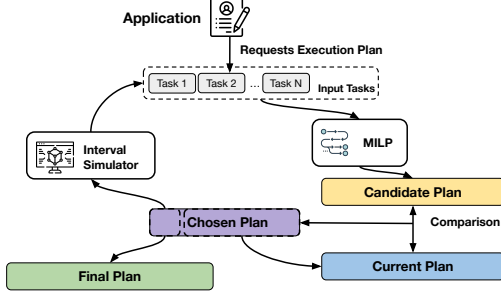 Application
Requests Execution Plan
Task 1 Task 2 ... Task N Input Tasks
Interval
Simulator
MILP
Candidate Plan
Chosen Plan
Comparison
Current Plan
Final Plan